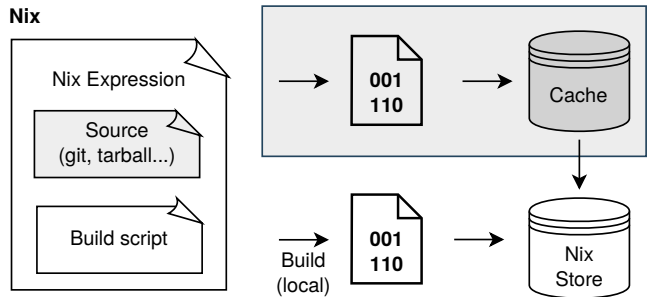 Nix
Nix Expression
Source
(git, tarball...)
Build script
001
110
Cache
Build
(local)
001
110
Nix
Store